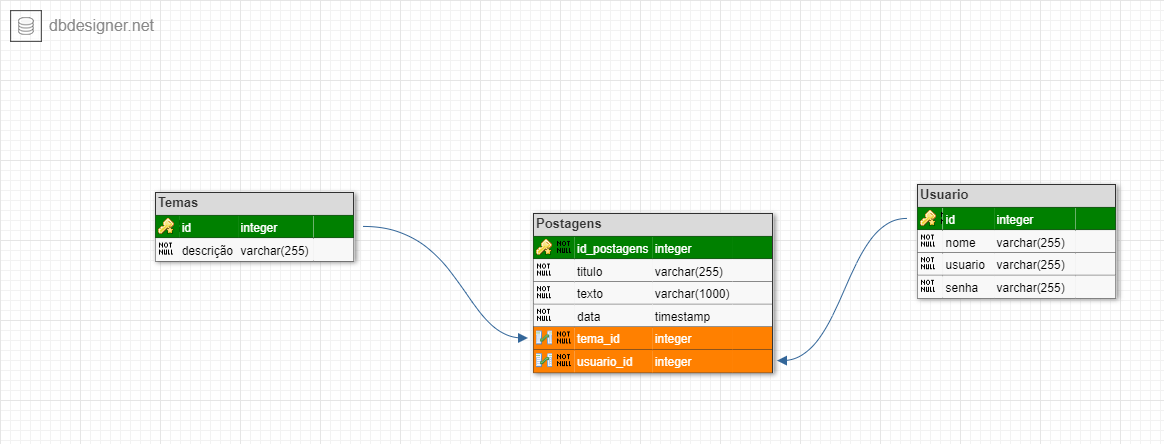 dbdesigner.net
Temas
id integer
NOT NULL descrição varchar(255)
Postagens
NOT NULL id_postagens integer
NOT NULL titulo varchar(255)
NOT NULL texto varchar(1000)
NOT NULL data timestamp
NOT NULL tema_id integer
NOT NULL usuario_id integer
Usuario
id integer
NOT NULL nome varchar(255)
NOT NULL usuario varchar(255)
NOT NULL senha varchar(255)